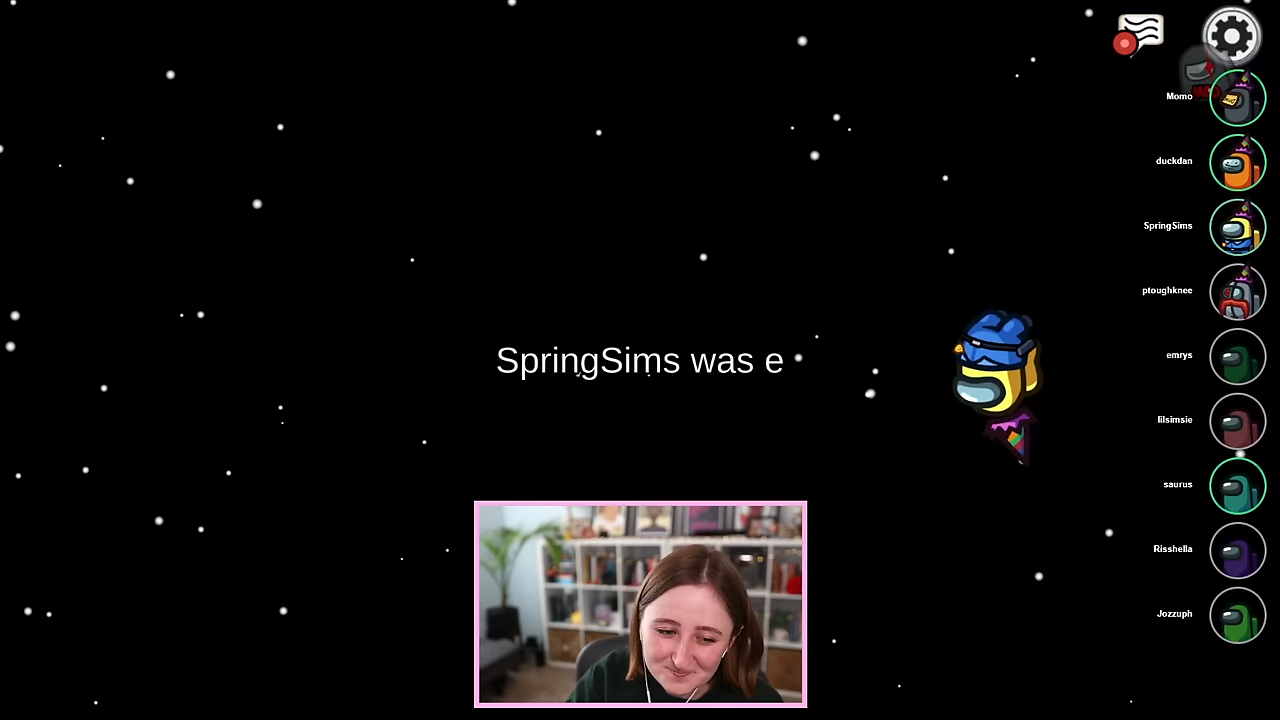 Momo
duckdan
SpringSims
ptoughknee
SpringSims was e
emrys
lilsimsie
saurus
Risshella
Jozzuph